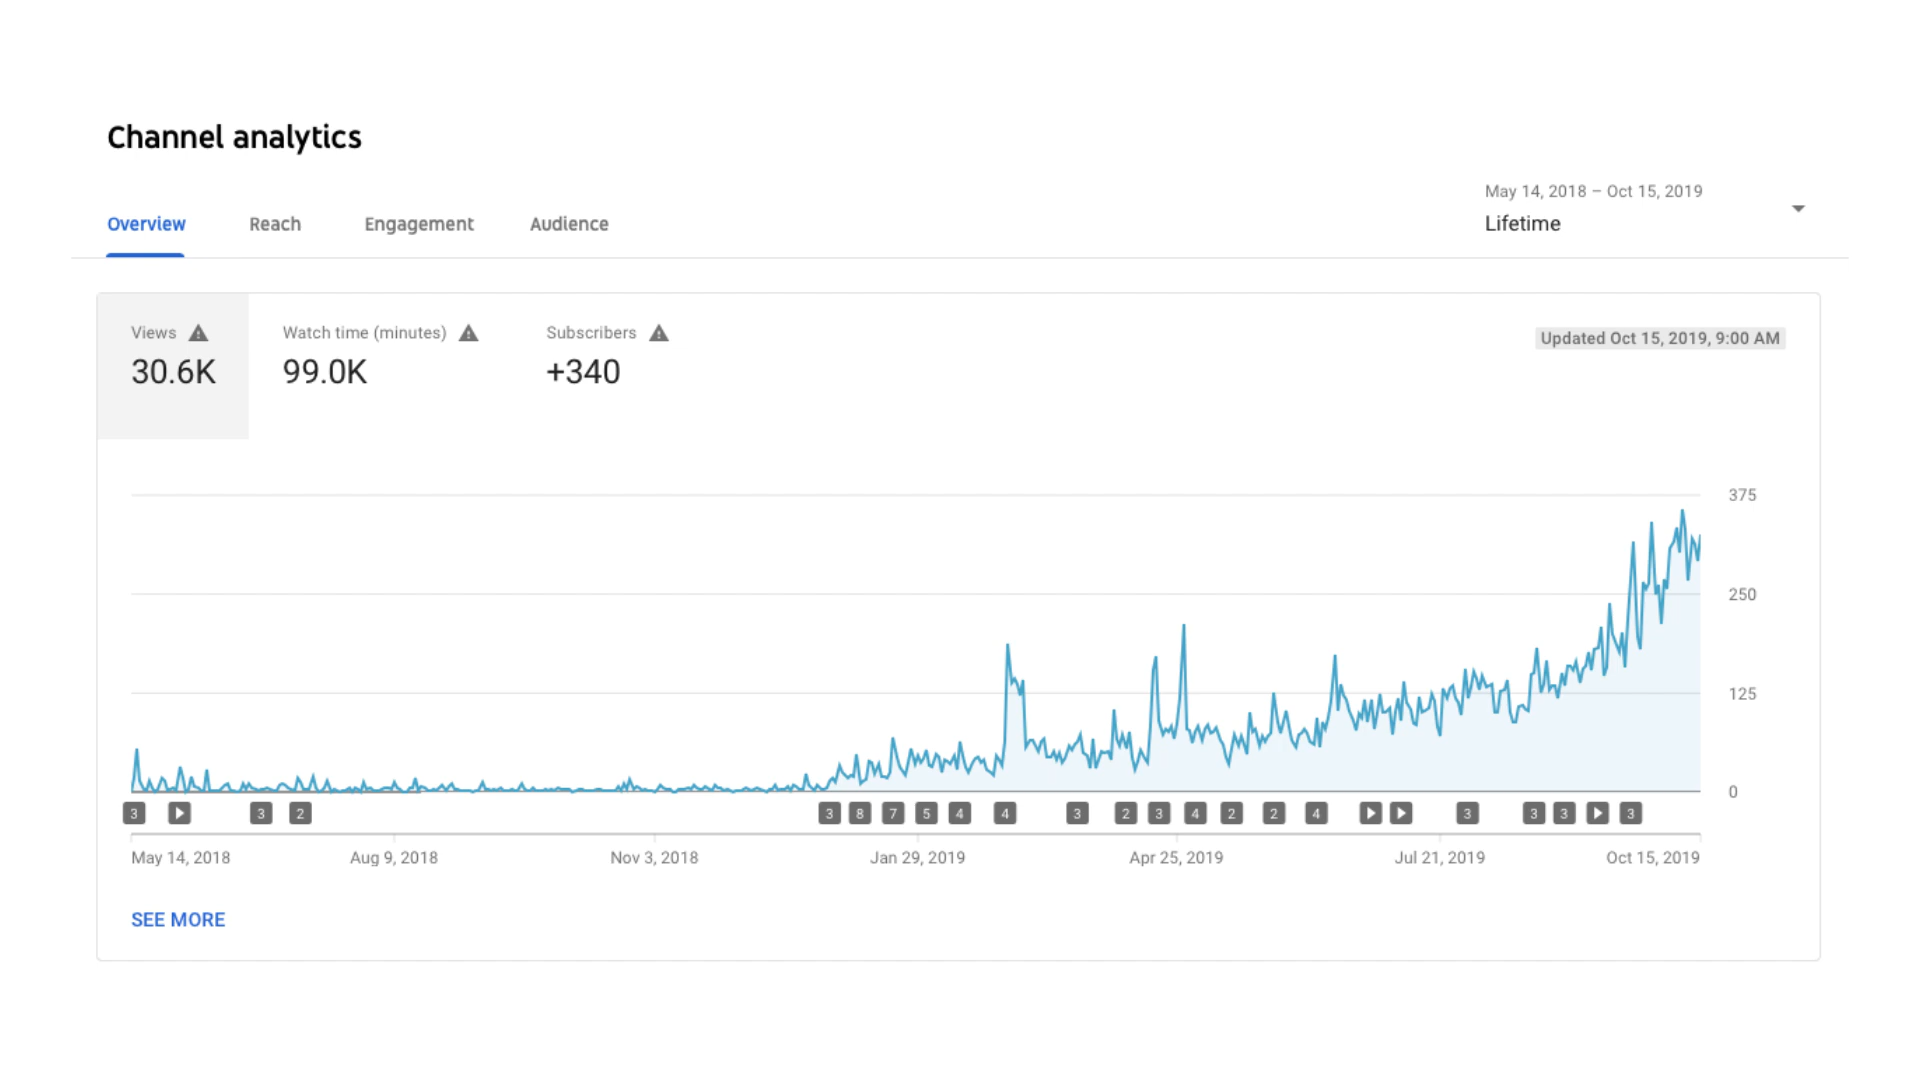 Channel analytics
May 14, 2018 – Oct 15, 2019
Overview Reach Engagement Audience Lifetime
Views Watch time (minutes) Subscribers
Updated Oct 15, 2019, 9:00 AM
30.6K 99.0K +340
375
250
125
0
3 3 2 3 8 7 5 4 4 3 2 3 4 2 2 4 3 3 3 3
May 14, 2018 Aug 9, 2018 Nov 3, 2018 Jan 29, 2019 Apr 25, 2019 Jul 21, 2019 Oct 15, 2019
SEE MORE